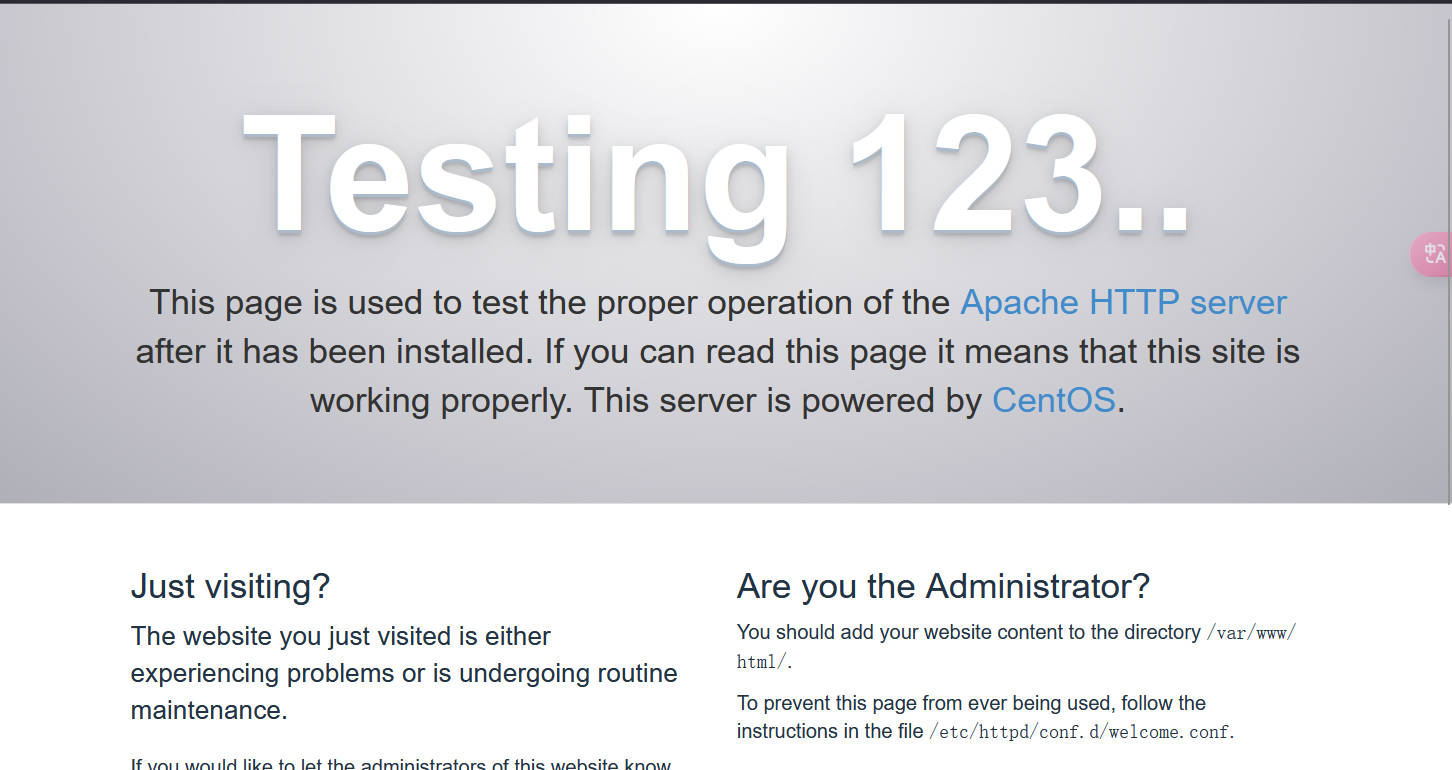 Testing 123..
This page is used to test the proper operation of the Apache HTTP server
after it has been installed. If you can read this page it means that this site is
working properly. This server is powered by CentOS.
Just visiting?
The website you just visited is either
experiencing problems or is undergoing routine
maintenance.
If you would like to let the administrators of this website know
Are you the Administrator?
You should add your website content to the directory /var/www/
html/.
To prevent this page from ever being used, follow the
instructions in the file /etc/httpd/conf.d/welcome.conf.